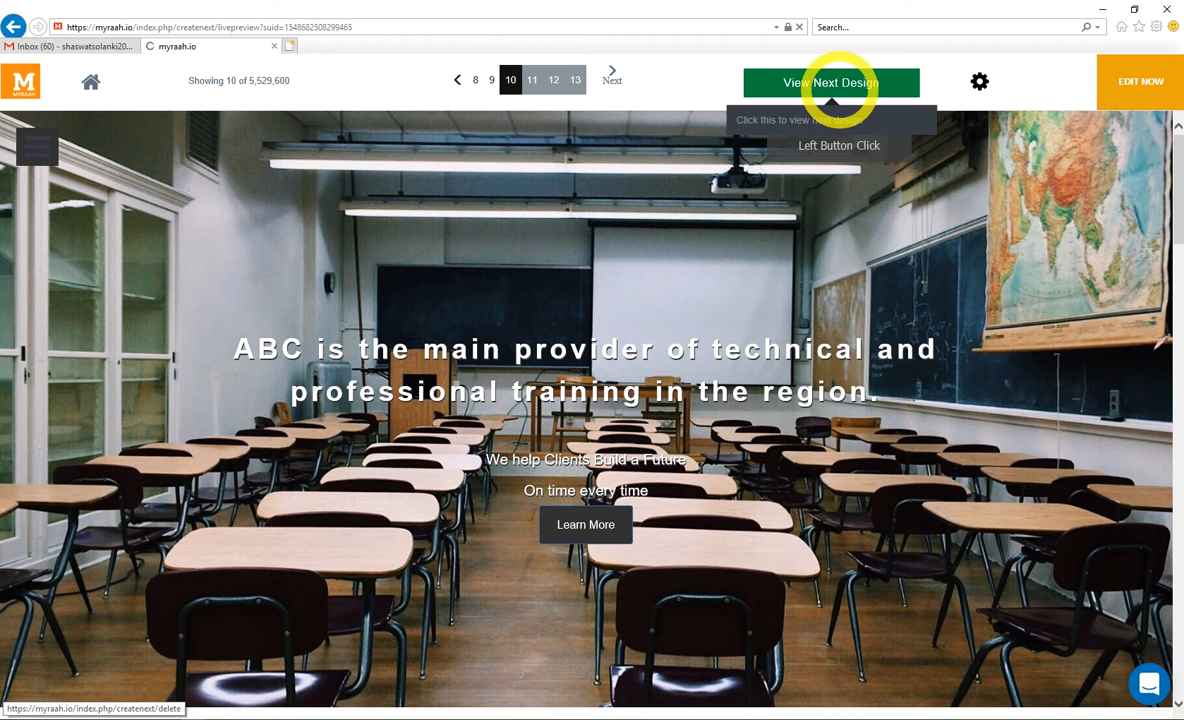 https://myraah.io/index.php/createnext/livepreview?suid=1548682508299465
Search...
Inbox (60) - shaswatsolanki20...
myraah.io
M
MYRAAH
Showing 10 of 5,529,600
8 9 10 11 12 13
Next
View Next Design
EDIT NOW
Click this to view next design
Left Button Click
ABC is the main provider of technical and
professional training in the region.
We help Clients Build a Future
On time every time
Learn More
https://myraah.io/index.php/createnext/delete